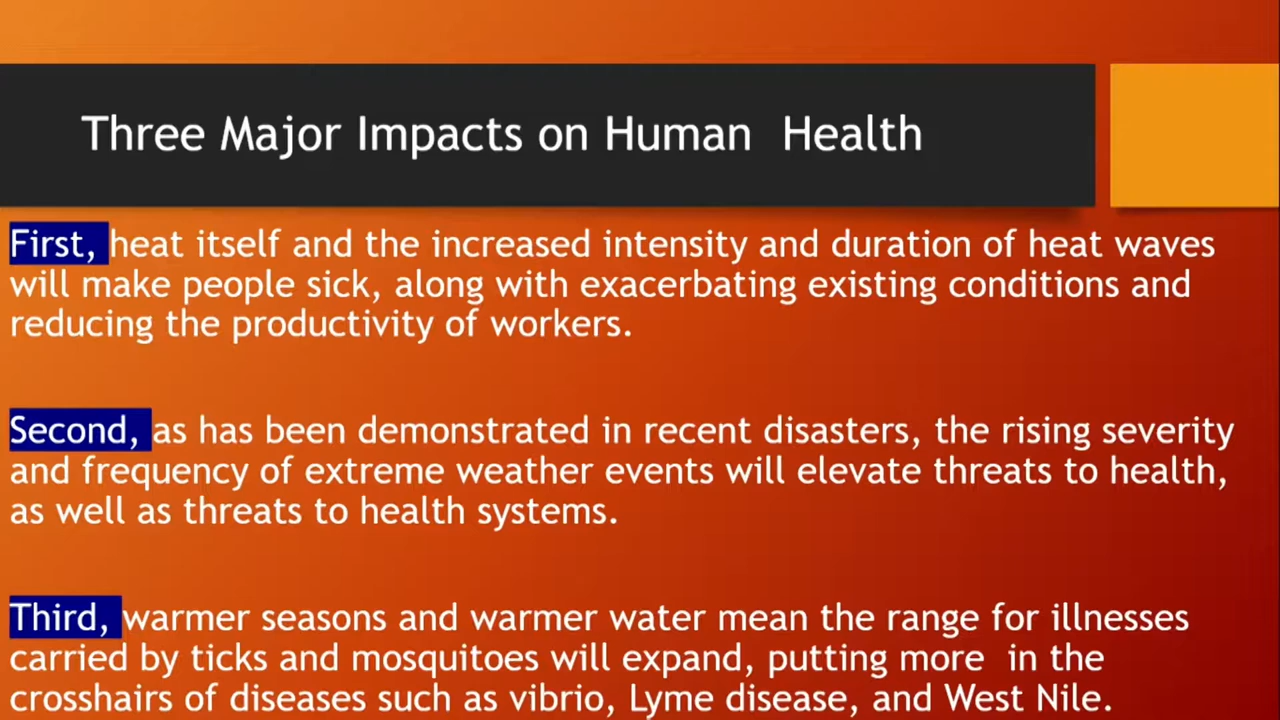 Three Major Impacts on Human  Health
First, heat itself and the increased intensity and duration of heat waves
will make people sick, along with exacerbating existing conditions and
reducing the productivity of workers.
Second, as has been demonstrated in recent disasters, the rising severity
and frequency of extreme weather events will elevate threats to health,
as well as threats to health systems.
Third, warmer seasons and warmer water mean the range for illnesses
carried by ticks and mosquitoes will expand, putting more  in the
crosshairs of diseases such as vibrio, Lyme disease, and West Nile.